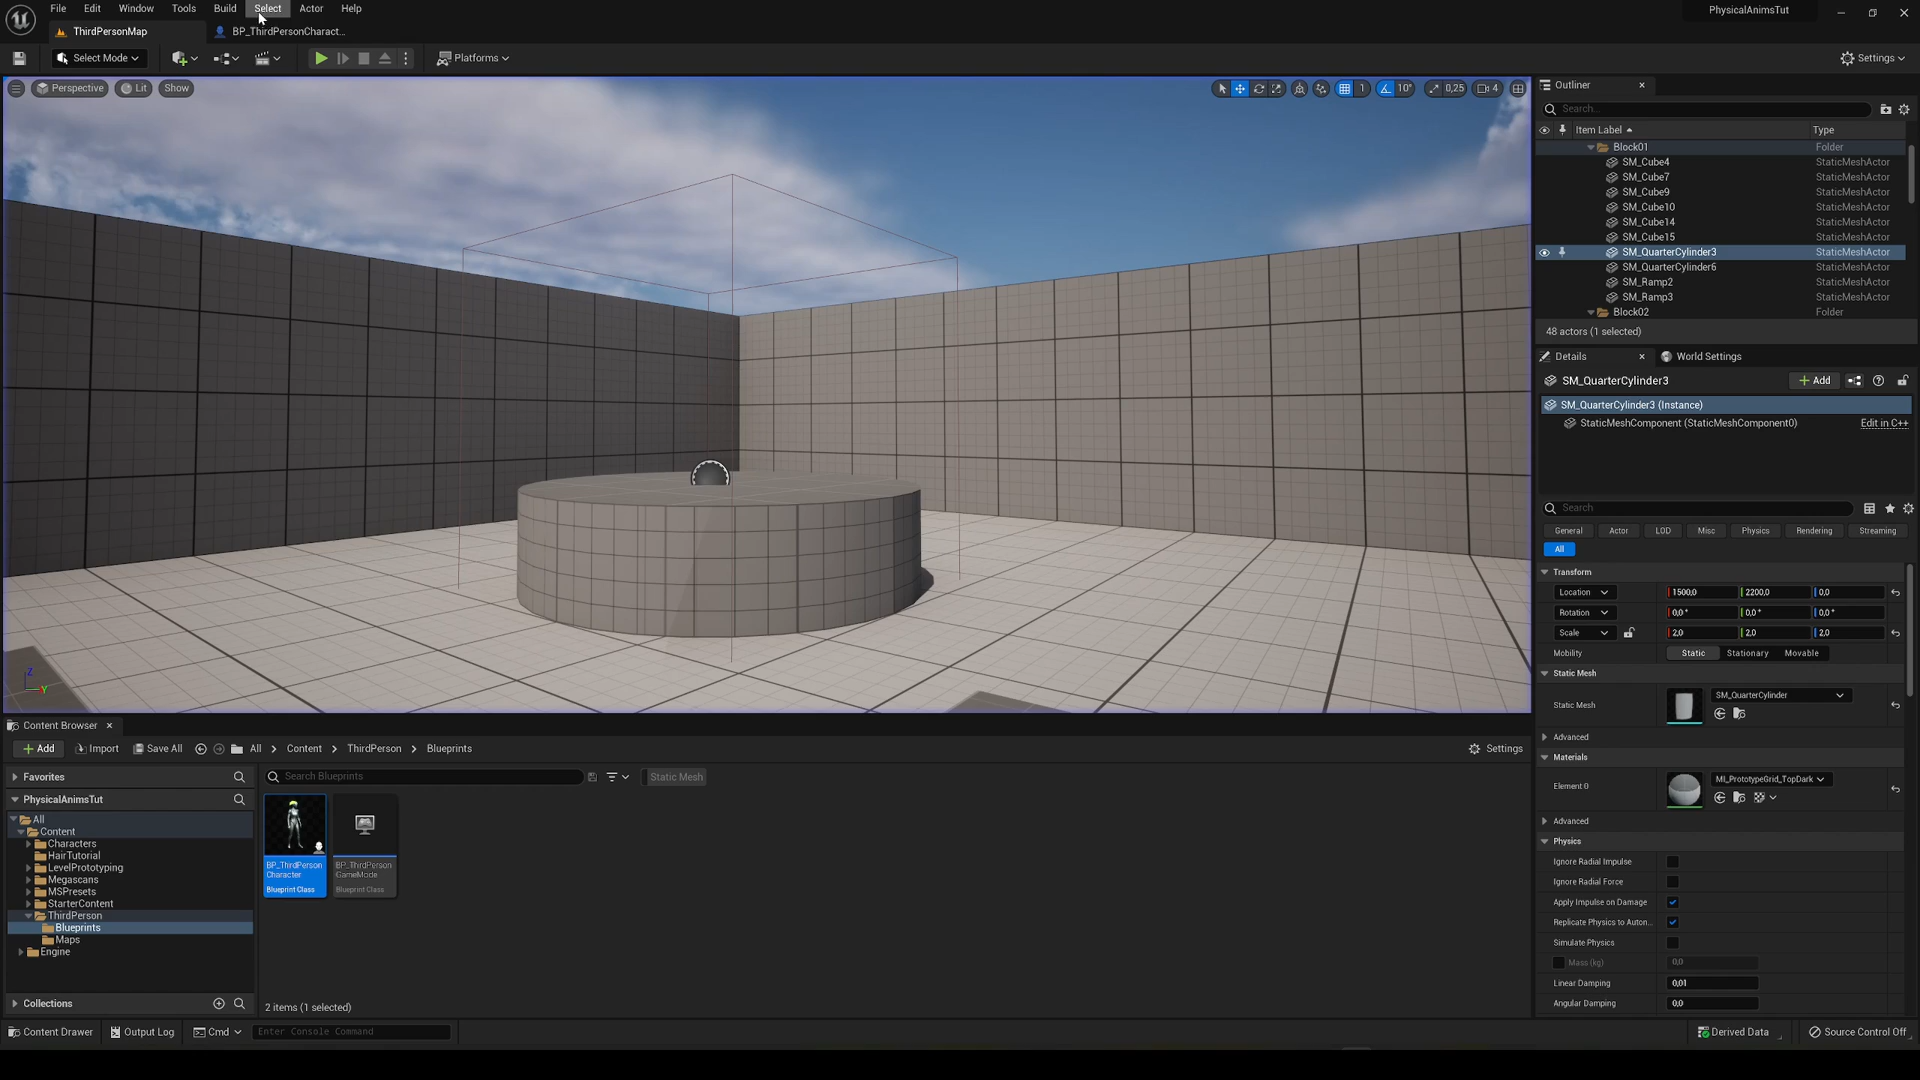 File Edit Window Tools Build Select Actor Help
PhysicalAnimsTut
ThirdPersonMap
BP_ThirdPersonCharact...
Select Mode
Platforms
Settings
Perspective
Lit
Show
1
10°
0,25
4
Outliner
Search...
Item Label
Type
Block01 Folder
SM_Cube4 StaticMeshActor
SM_Cube7 StaticMeshActor
SM_Cube9 StaticMeshActor
SM_Cube10 StaticMeshActor
SM_Cube14 StaticMeshActor
SM_Cube15 StaticMeshActor
SM_QuarterCylinder3 StaticMeshActor
SM_QuarterCylinder6 StaticMeshActor
SM_Ramp2 StaticMeshActor
SM_Ramp3 StaticMeshActor
Block02 Folder
48 actors (1 selected)
Details
World Settings
SM_QuarterCylinder3
Add
SM_QuarterCylinder3 (Instance)
StaticMeshComponent (StaticMeshComponent0) Edit in C++
Search
General Actor LOD Misc Physics Rendering Streaming
All
Transform
Location 1500,0 2200,0 0,0
Rotation 0,0 ° 0,0 ° 0,0 °
Scale 2,0 2,0 2,0
Mobility Static Stationary Movable
Static Mesh
Static Mesh SM_QuarterCylinder
Advanced
Materials
Element 0 MI_PrototypeGrid_TopDark
Advanced
Physics
Ignore Radial Impulse
Ignore Radial Force
Apply Impulse on Damage
Replicate Physics to Auton...
Simulate Physics
Mass (kg) 0,0
Linear Damping 0,01
Angular Damping 0,0
Z
Y
Content Browser
Add Import Save All All > Content > ThirdPerson > Blueprints
Settings
Favorites
Search Blueprints
Static Mesh
PhysicalAnimsTut
All
Content
Characters
HairTutorial
LevelPrototyping
Megascans
MSPresets
StarterContent
ThirdPerson
Blueprints
Maps
Engine
BP_ThirdPerson
Character
Blueprint Class
BP_ThirdPerson
GameMode
Blueprint Class
2 items (1 selected)
Collections
Content Drawer
Output Log
Cmd
Enter Console Command
Derived Data
Source Control Off